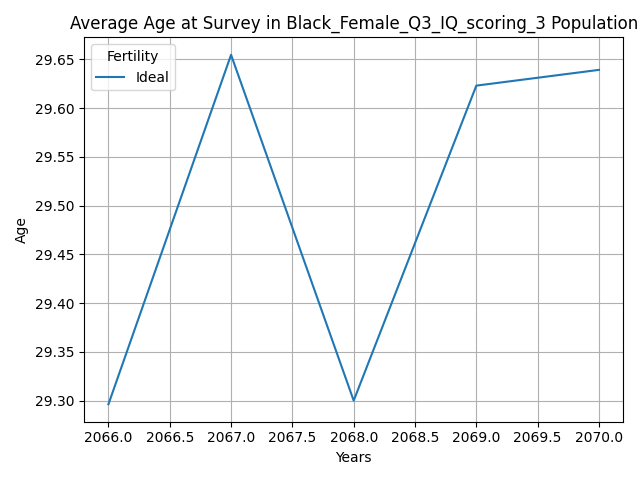 Average Age at Survey in Black_Female_Q3_IQ_scoring_3 Population
Fertility
Ideal
29.65
29.60
29.55
29.50
29.45
29.40
29.35
29.30
Age
2066.0 2066.5 2067.0 2067.5 2068.0 2068.5 2069.0 2069.5 2070.0
Years